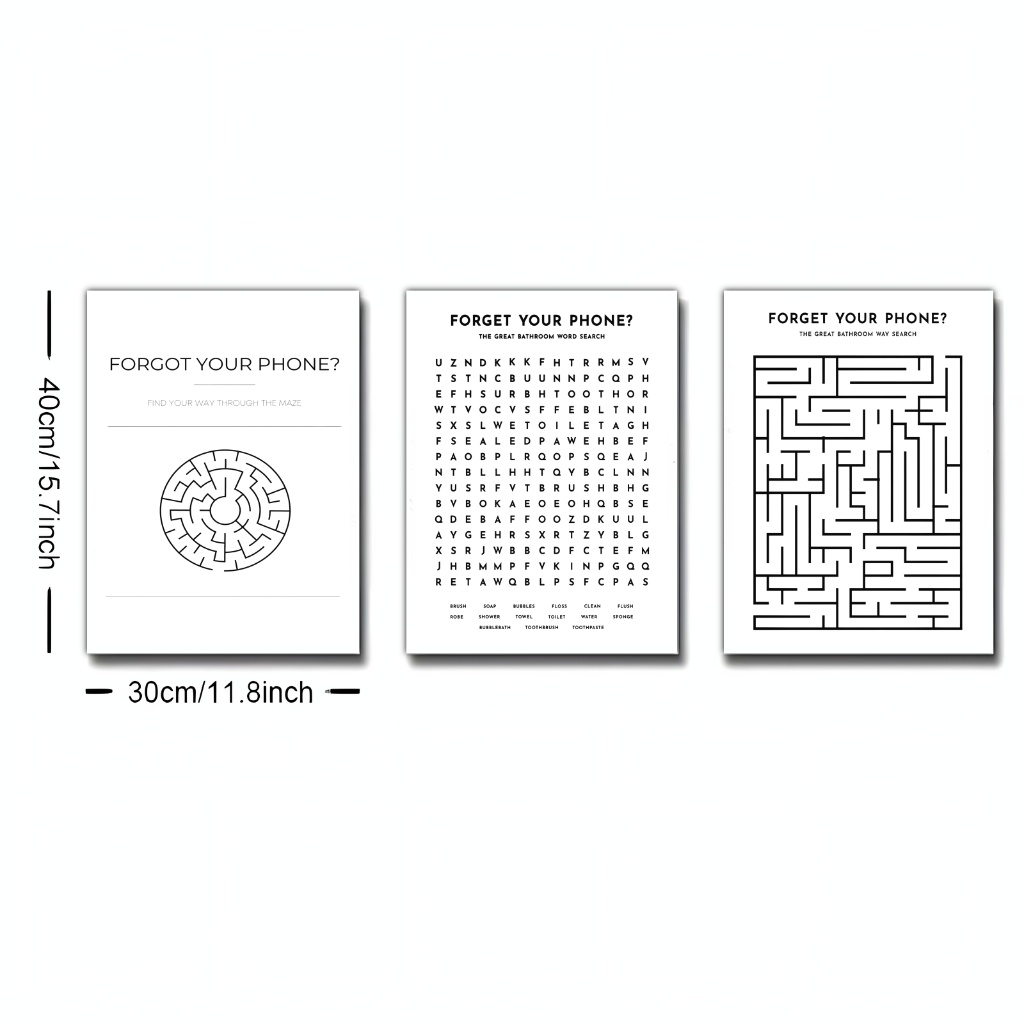 40cm/15.7inch
30cm/11.8inch
FORGOT YOUR PHONE?
FIND YOUR WAY THROUGH THE MAZE
FORGET YOUR PHONE?
THE GREAT BATHROOM WORD SEARCH
U Z N D K K K F H T R R M S V
T S T N C B U U N N P C Q P H
E F H S U R B H T O O T H O R
W T V O C V S F F E B L T N I
S X S L W E T O I L E T A G H
F S E A L E D P A W E H B E F
P A O B P L R Q O P S Q E A J
N T B L L H H T Q Y B C L N N
Y U S R F V T B R U S H B H G
B V B O K A E O E O H Q B S E
Q D E B A F F O O Z D K U U L
A Y G E H R S X R T Z Y B L G
X S R J W B B C D F C T E F M
J H B M M P F V K I N P G Q Q
R E T A W Q B L P S F C P A S
BRUSH SOAP BUBBLES FLOSS CLEAN FLUSH
ROBE SHOWER TOWEL TOILET WATER SPONGE
BUBBLEBATH TOOTHBRUSH TOOTHPASTE
FORGET YOUR PHONE?
THE GREAT BATHROOM WAY SEARCH